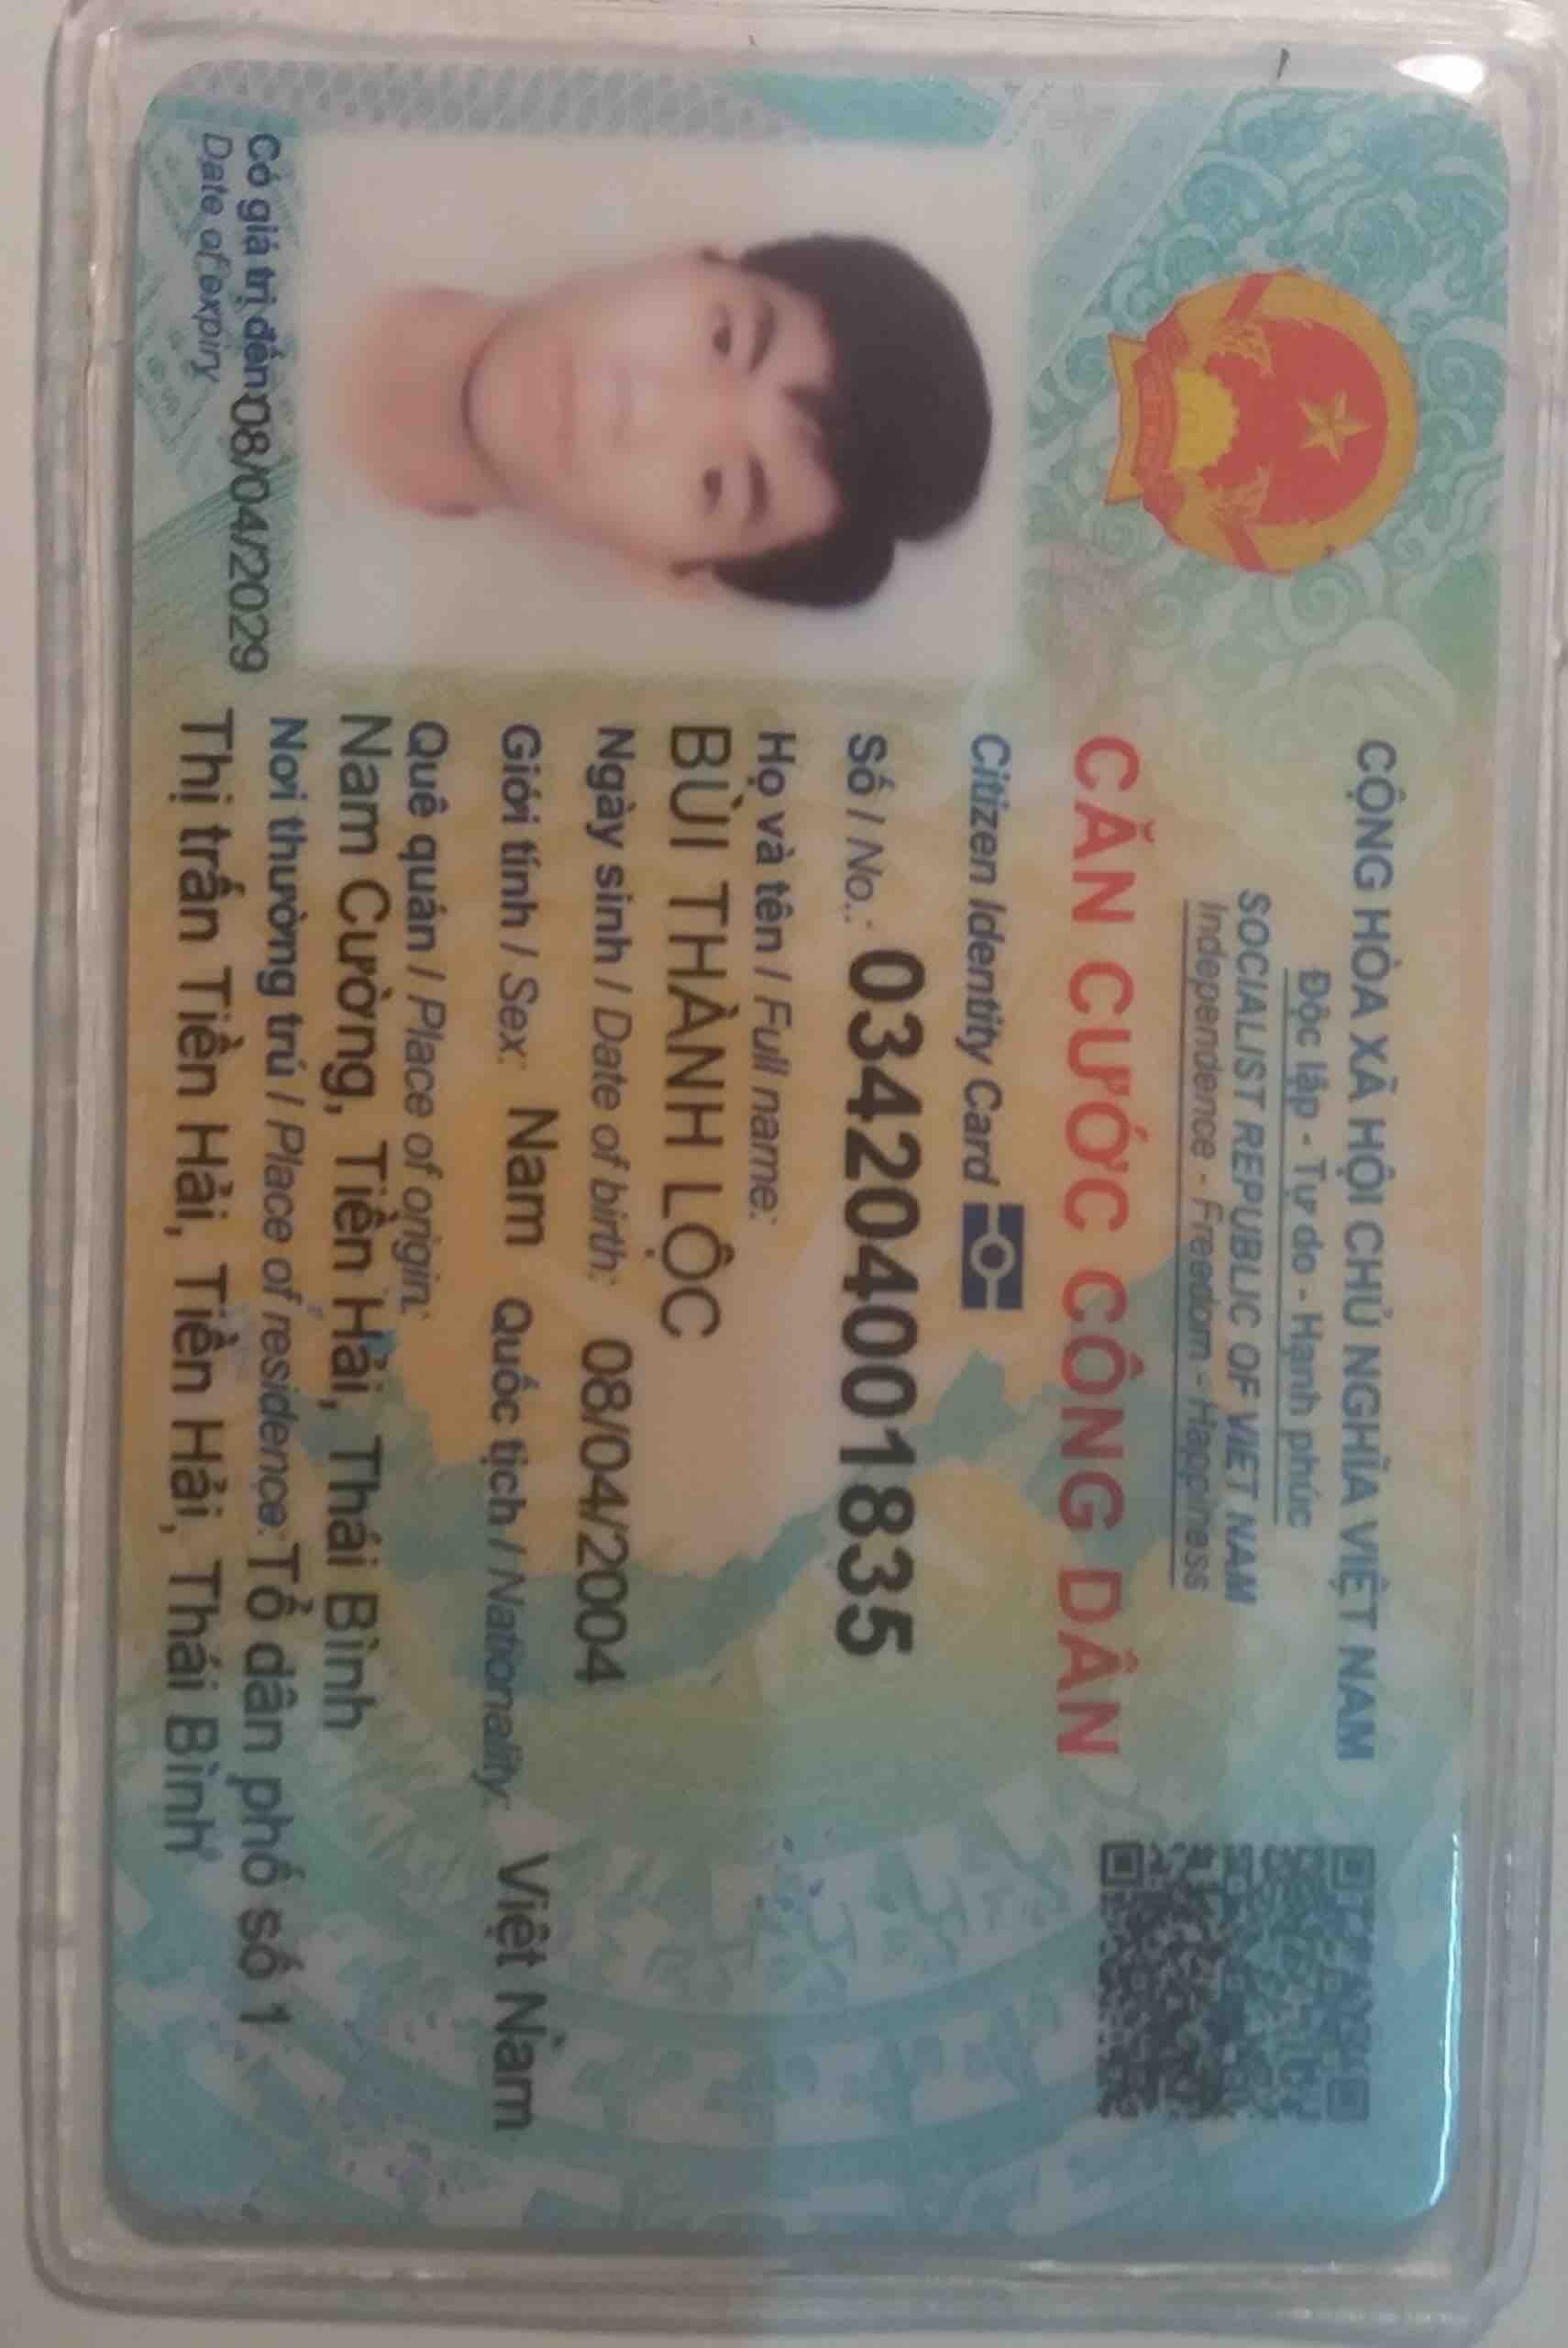 CỘNG HÒA XÃ HỘI CHỦ NGHĨA VIỆT NAM
Độc lập - Tự do - Hạnh phúc
SOCIALIST REPUBLIC OF VIET NAM
Independence - Freedom - Happiness
CĂN CƯỚC CÔNG DÂN
Citizen Identity Card
Số / No.: 034204001835
Họ và tên / Full name:
BÙI THÀNH LỘC
Ngày sinh / Date of birth: 08/04/2004
Giới tính / Sex: Nam Quốc tịch / Nationality: Việt Nam
Quê quán / Place of origin:
Nam Cường, Tiền Hải, Thái Bình
Nơi thường trú / Place of residence: Tổ dân phố số 1
Thị trấn Tiền Hải, Tiền Hải, Thái Bình
Có giá trị đến: 08/04/2029
Date of expiry